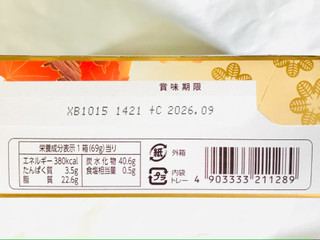 賞味期限
XB1015 1421 +C 2026.09
栄養成分表示 1箱(69g)当り
エネルギー 380kcal 炭水化物 40.6g
たんぱく質 3.5g 食塩相当量 0.5g
脂質 22.6g
紙 外箱
プラ 内袋
トレー
4 903333 211289